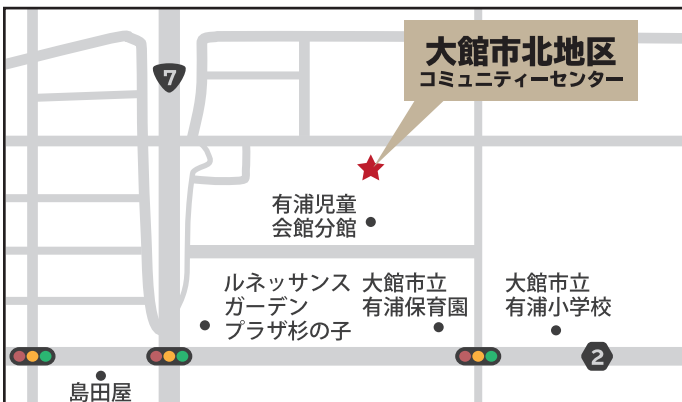 大館市北地区
コミュニティーセンター
7
有浦児童
会館分館
ルネッサンス
ガーデン
プラザ杉の子
大館市立
有浦保育園
大館市立
有浦小学校
2
島田屋